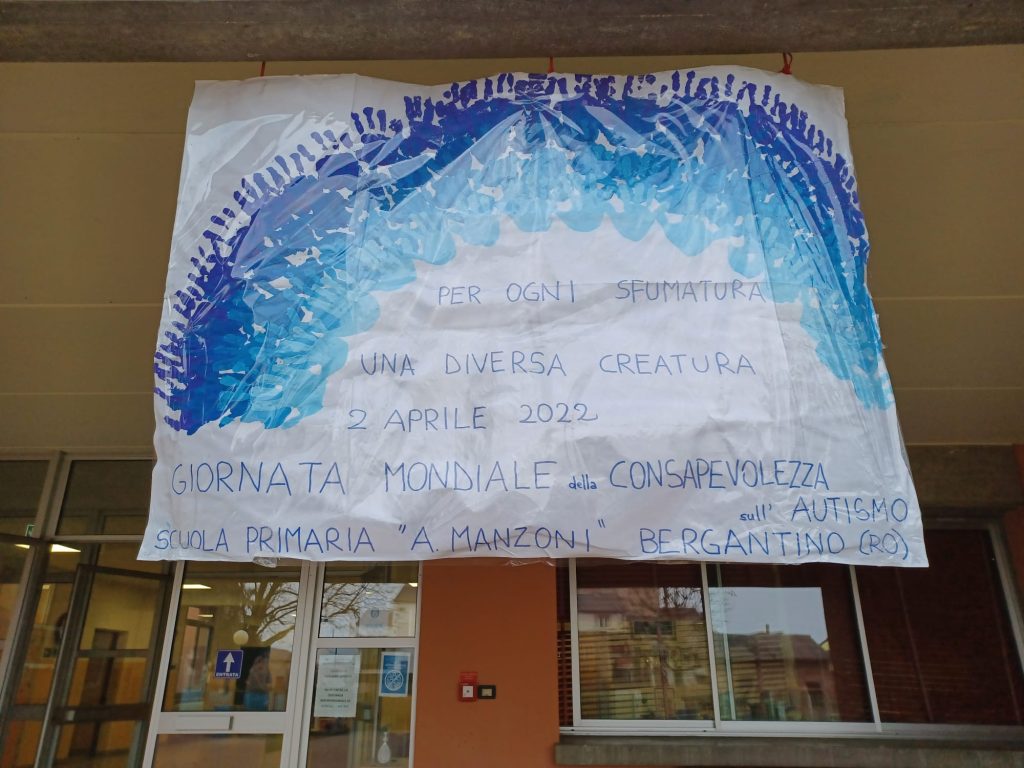 PER OGNI SFUMATURA
UNA DIVERSA CREATURA
2 APRILE 2022
GIORNATA MONDIALE della CONSAPEVOLEZZA
sull' AUTISMO
SCUOLA PRIMARIA "A. MANZONI" BERGANTINO (RO)
ENTRATA